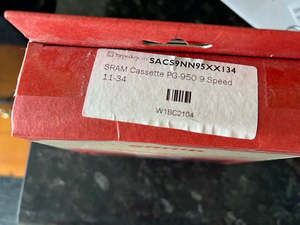 SACS9NN95XX134
SRAM Cassette PG-950 9 Speed
11-34
W1BC2104